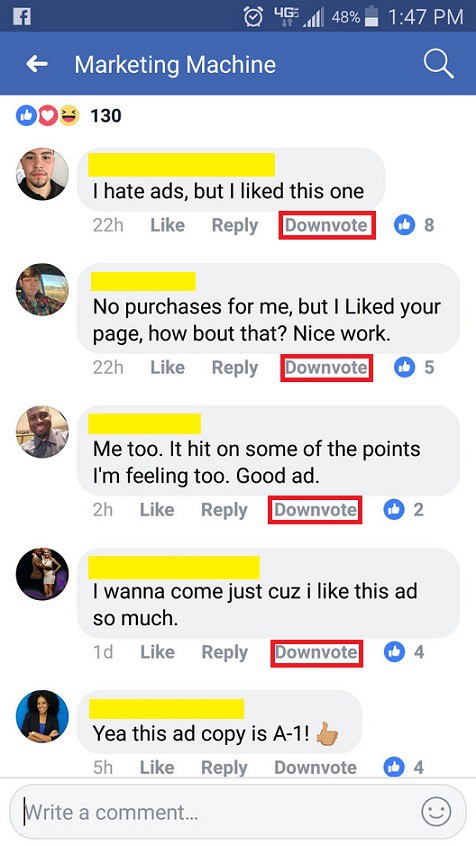 4GE 48% 1:47 PM
Marketing Machine
130
I hate ads, but I liked this one
22h Like Reply Downvote 8
No purchases for me, but I Liked your
page, how bout that? Nice work.
22h Like Reply Downvote 5
Me too. It hit on some of the points
I'm feeling too. Good ad.
2h Like Reply Downvote 2
I wanna come just cuz i like this ad
so much.
1d Like Reply Downvote 4
Yea this ad copy is A-1! 👍🏽
5h Like Reply Downvote 4
Write a comment...